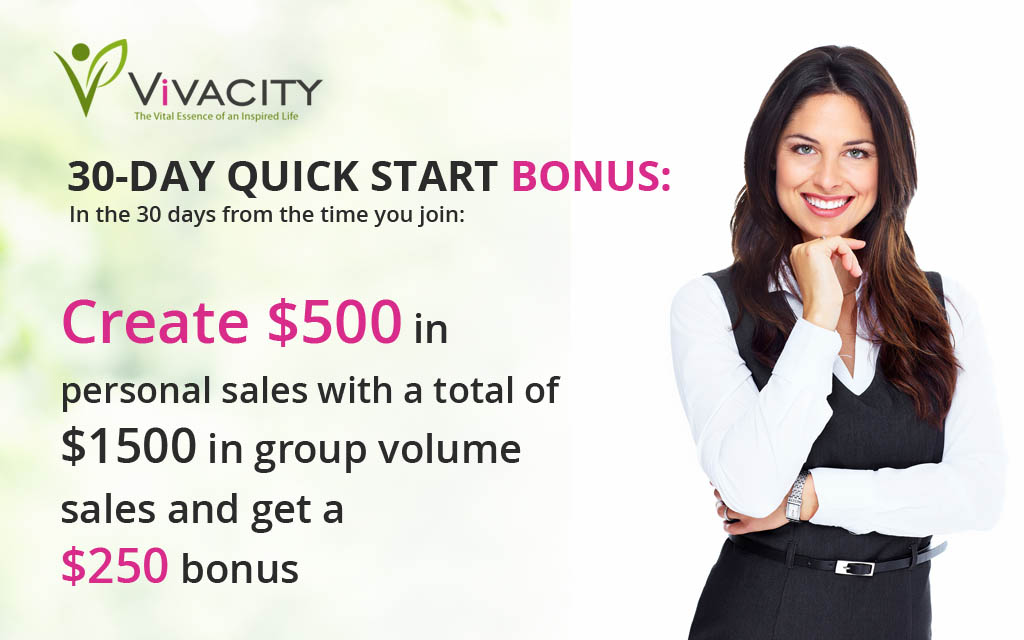 ViVACITY
The Vital Essence of an Inspired Life
30-DAY QUICK START BONUS:
In the 30 days from the time you join:
Create $500 in
personal sales with a total of
$1500 in group volume
sales and get a
$250 bonus